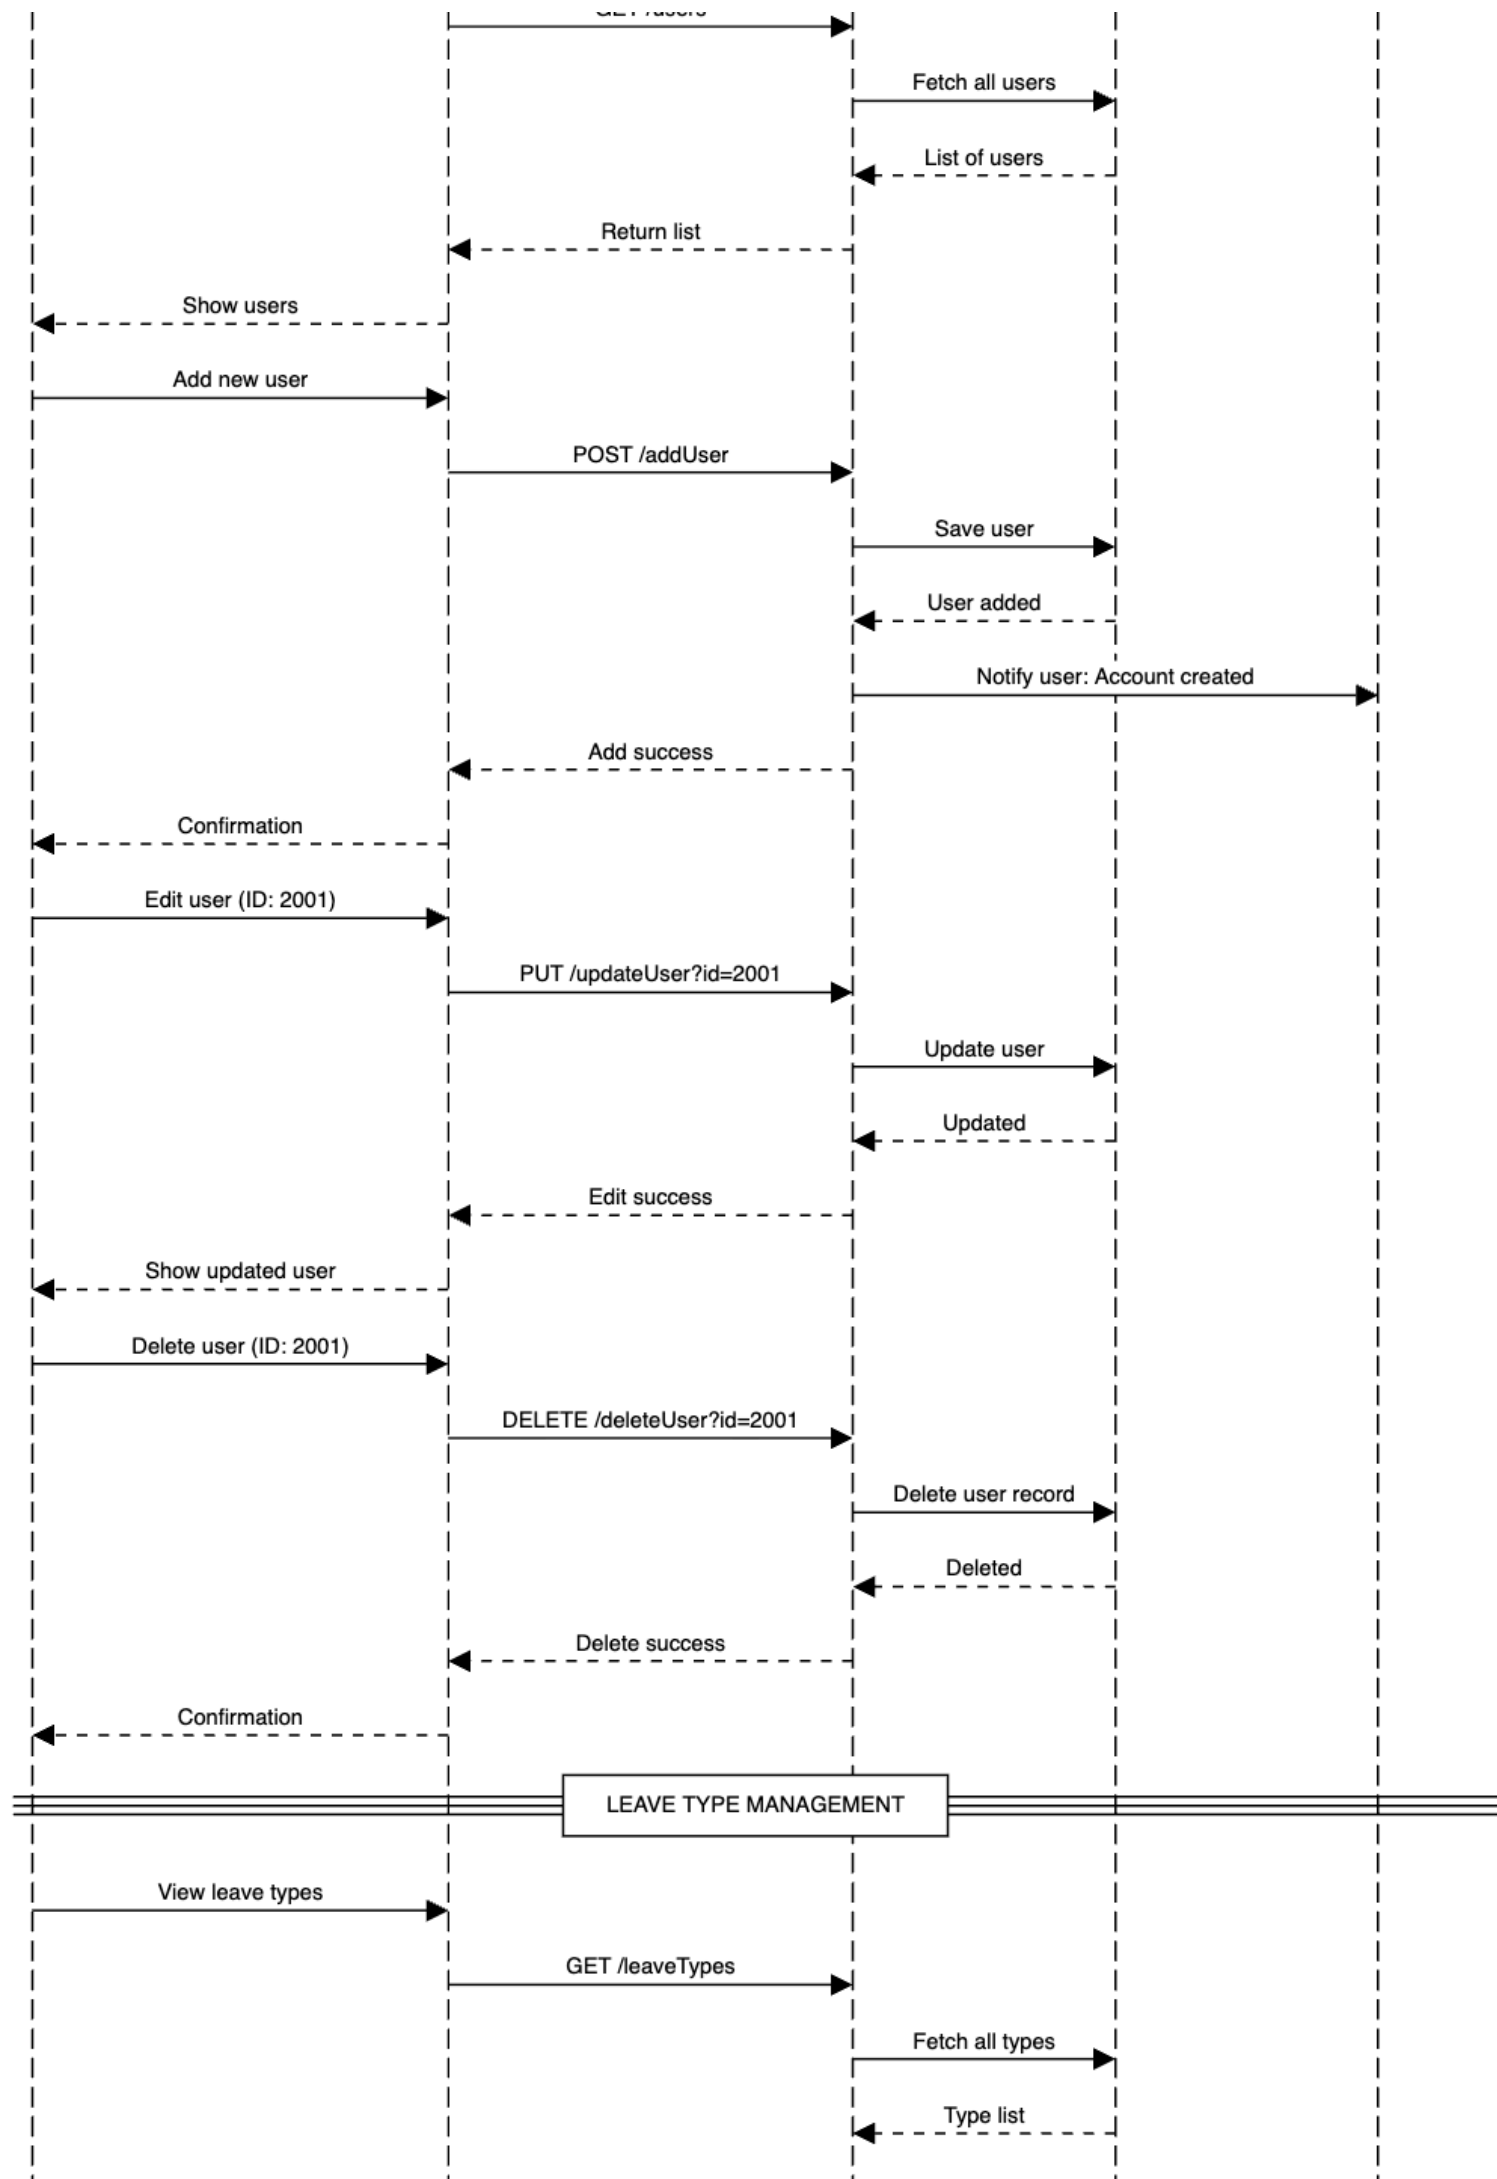 GET /users
Fetch all users
List of users
Return list
Show users
Add new user
POST /addUser
Save user
User added
Notify user: Account created
Add success
Confirmation
Edit user (ID: 2001)
PUT /updateUser?id=2001
Update user
Updated
Edit success
Show updated user
Delete user (ID: 2001)
DELETE /deleteUser?id=2001
Delete user record
Deleted
Delete success
Confirmation
LEAVE TYPE MANAGEMENT
View leave types
GET /leaveTypes
Fetch all types
Type list